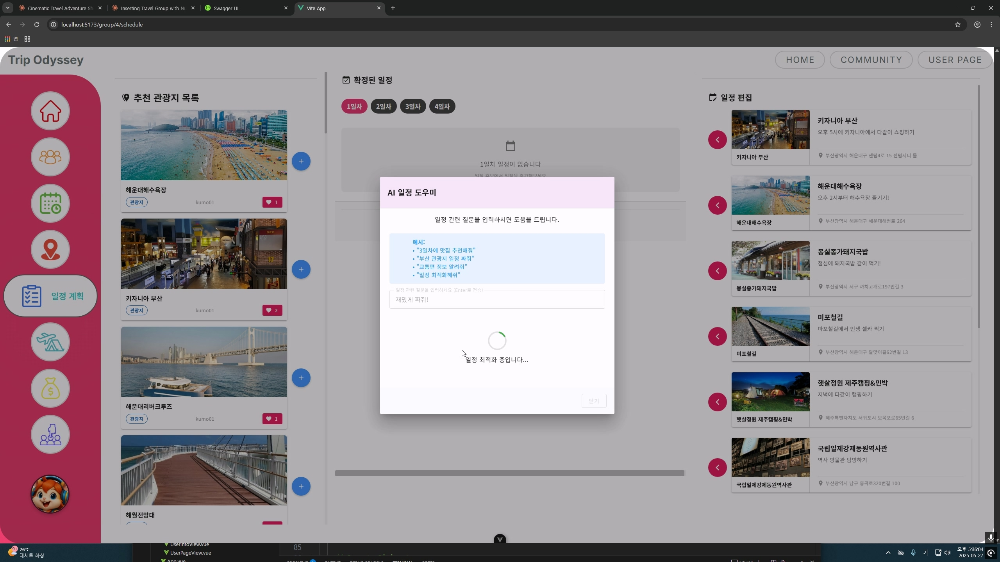 Cinematic Travel Adventure Sh
Inserting Travel Group with Nu
Swagger UI
Vite App
localhost:5173/group/4/schedule
앱
Trip Odyssey
HOME
COMMUNITY
USER PAGE
일정 계획
추천 관광지 목록
해운대해수욕장
관광지
kumo01
1
키자니아 부산
관광지
kumo01
2
해운대리버크루즈
관광지
kumo01
1
해월전망대
확정된 일정
1일차
2일차
3일차
4일차
1일차 일정이 없습니다
일정 후보에서 일정을 추가해보세요
AI 일정 도우미
일정 관련 질문을 입력하시면 도움을 드립니다.
예시:
• "3일차에 맛집 추천해줘"
• "부산 관광지 일정 짜줘"
• "교통편 정보 알려줘"
• "일정 최적화해줘"
일정 관련 질문을 입력하세요 (Enter로 전송)
재밌게 짜줘!
일정 최적화 중입니다...
닫기
일정 편집
키자니아 부산
키자니아 부산
오후 5시에 키자니아에서 다같이 쇼핑하기
부산광역시 해운대구 센텀4로 15 센텀시티 몰
해운대해수욕장
해운대해수욕장
오후 2시부터 해수욕장 즐기기!
부산광역시 해운대구 해운대해변로 264
몽실종가돼지국밥
몽실종가돼지국밥
점심에 돼지국밥 같이 먹기!
부산광역시 서구 까치고개로197번길 3
미포철길
미포철길
마포철길에서 인생 셀카 찍기
부산광역시 해운대구 달맞이길62번길 13
햇살정원 제주캠핑&민박
햇살정원 제주캠핑&민박
저녁에 다같이 캠핑하기
제주특별자치도 서귀포시 보목포로65번길 6
국립일제강제동원역사관
국립일제강제동원역사관
역사 방물관 탐방하기
부산광역시 남구 홍곡로320번길 100
UserInfoView.vue
UserPageView.vue
App.vue
85
9+
26°C
대체로 화창
가
오후 5:36:04
2025-05-27